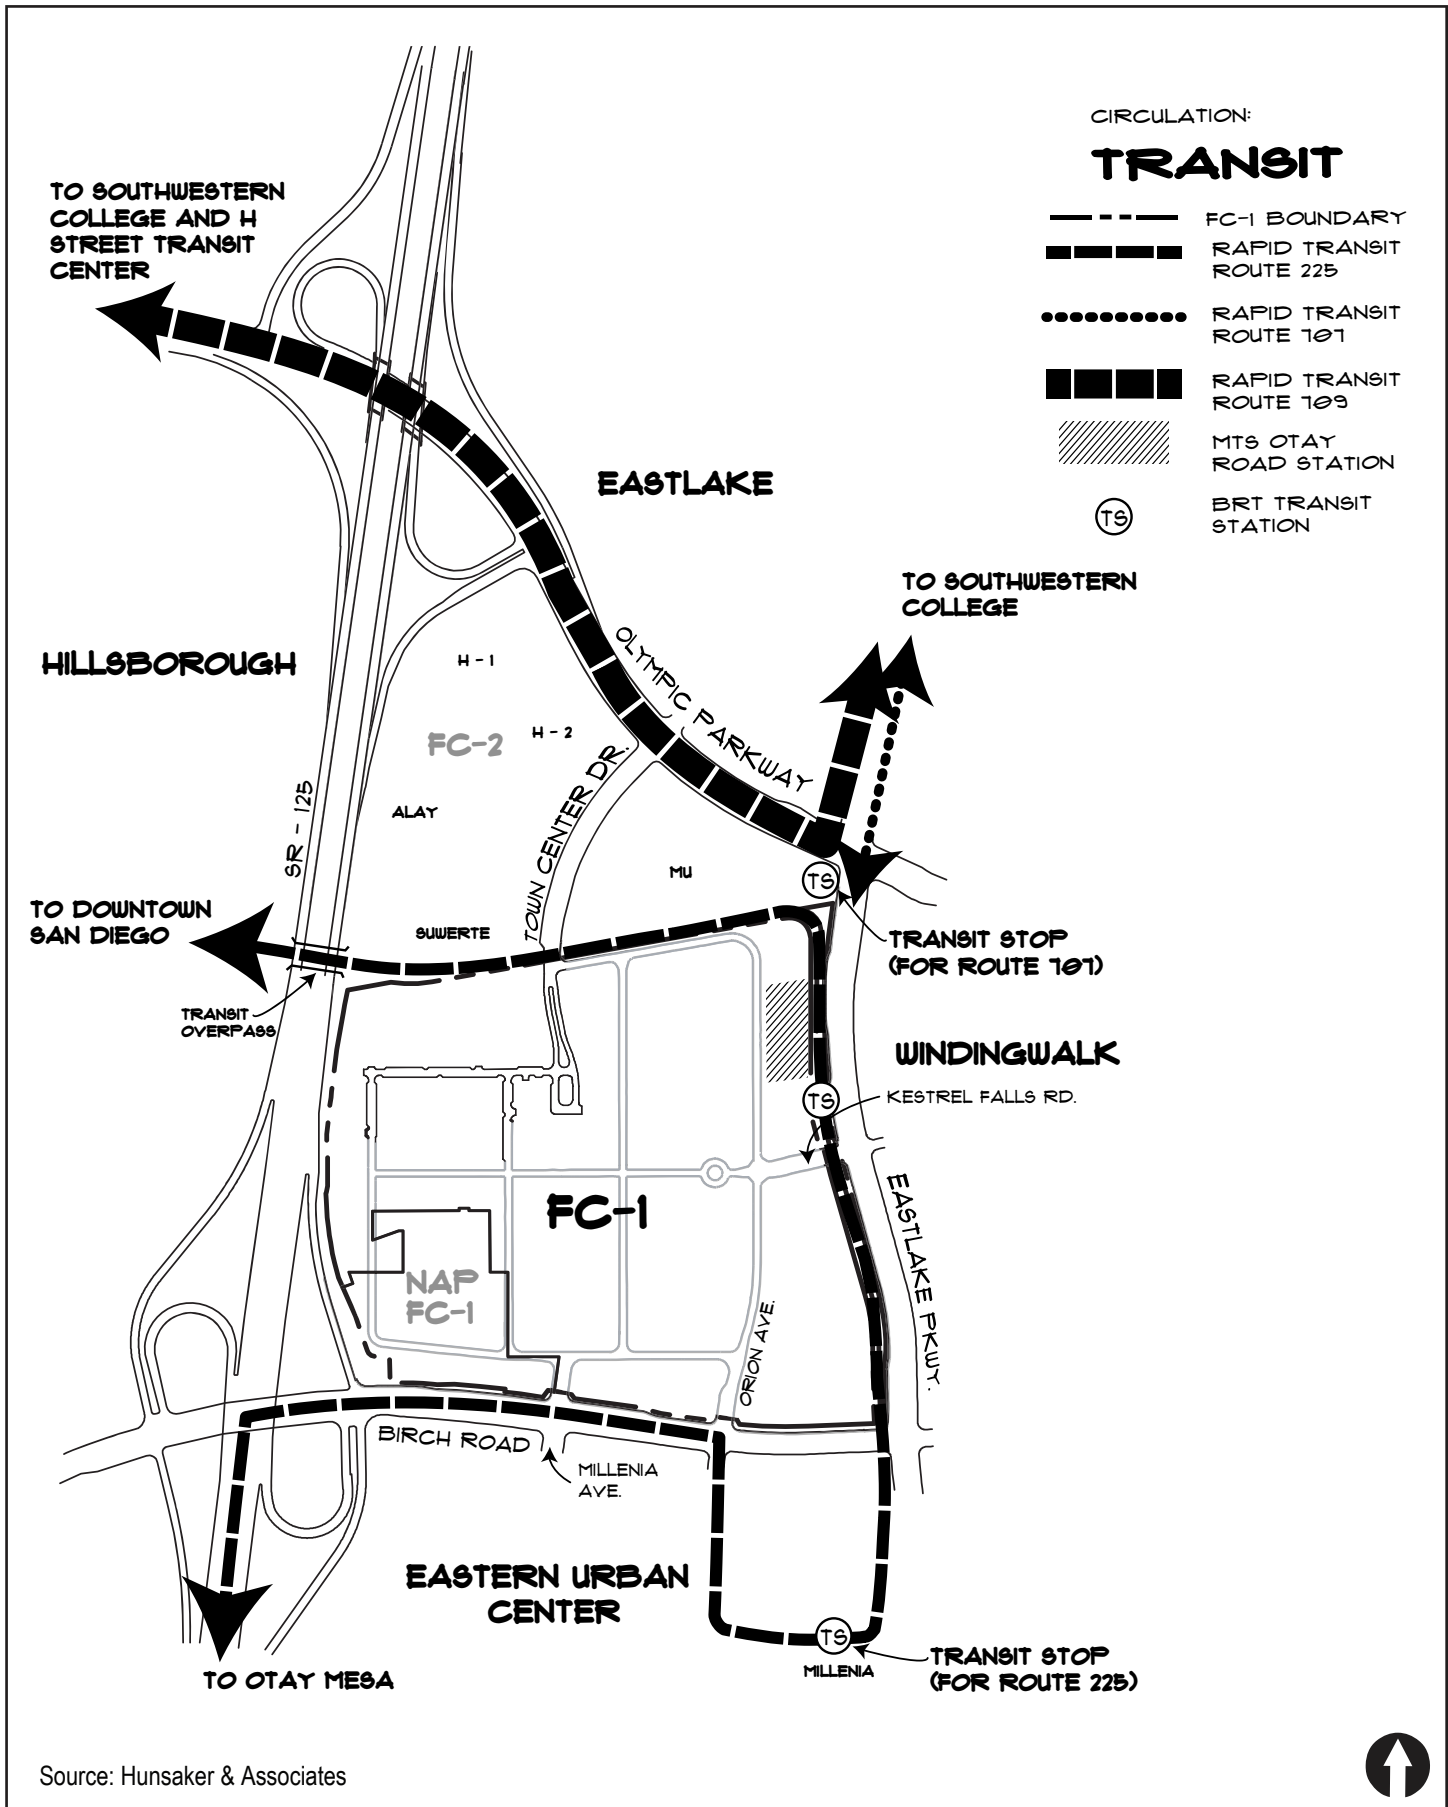 CIRCULATION:
TRANSIT
FC-1 BOUNDARY
RAPID TRANSIT
ROUTE 225
RAPID TRANSIT
ROUTE 707
RAPID TRANSIT
ROUTE 709
MTS OTAY
ROAD STATION
TS
BRT TRANSIT
STATION
TO SOUTHWESTERN
COLLEGE AND H
STREET TRANSIT
CENTER
EASTLAKE
TO SOUTHWESTERN
COLLEGE
HILLSBOROUGH
H - 1
FC-2
H - 2
OLYMPIC PARKWAY
TOWN CENTER DR.
SR - 125
ALAY
MU
TS
TO DOWNTOWN
SAN DIEGO
SUWERTE
TRANSIT STOP
(FOR ROUTE 707)
TRANSIT
OVERPASS
WINDINGWALK
TS
KESTREL FALLS RD.
FC-1
EASTLAKE PKWY.
NAP
FC-1
ORION AVE.
BIRCH ROAD
MILLENIA
AVE.
EASTERN URBAN
CENTER
TS
MILLENIA
TRANSIT STOP
(FOR ROUTE 225)
TO OTAY MESA
Source: Hunsaker & Associates